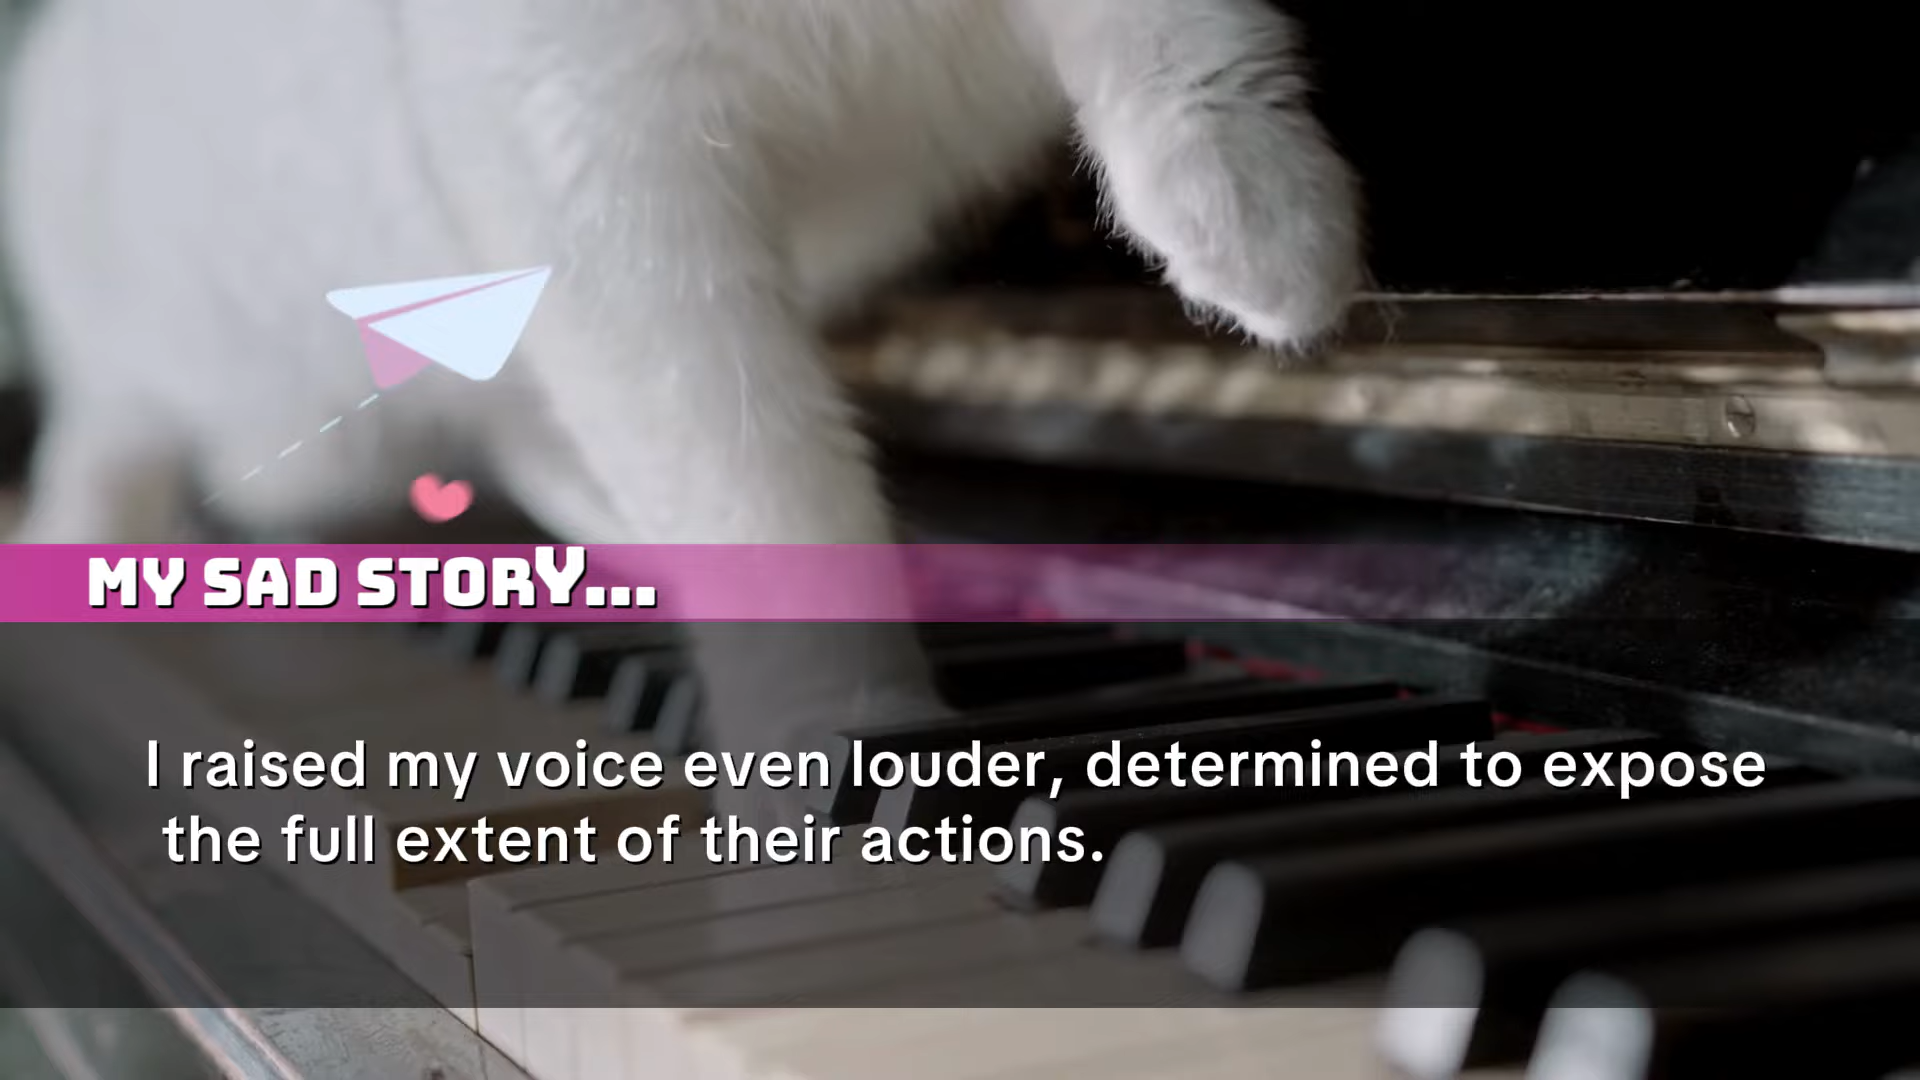 MY SAD STORY...
I raised my voice even louder, determined to expose
the full extent of their actions.